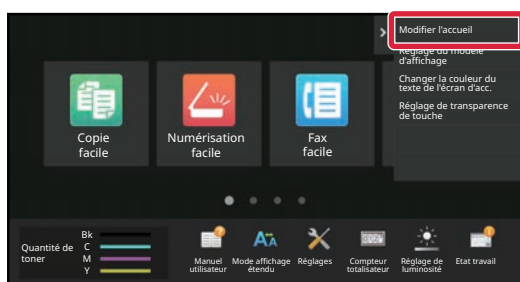 Modifier l'accueil
Réglage du modèle
d'affichage
Changer la couleur du
texte de l'écran d'acc.
Réglage de transparence
de touche
Copie
facile
Numérisation
facile
Fax
facile
Quantité de
toner
Bk
C
M
Y
Manuel
utilisateur
Mode affichage
étendu
Réglages
Compteur
totalisateur
Réglage de
luminosité
Etat travail